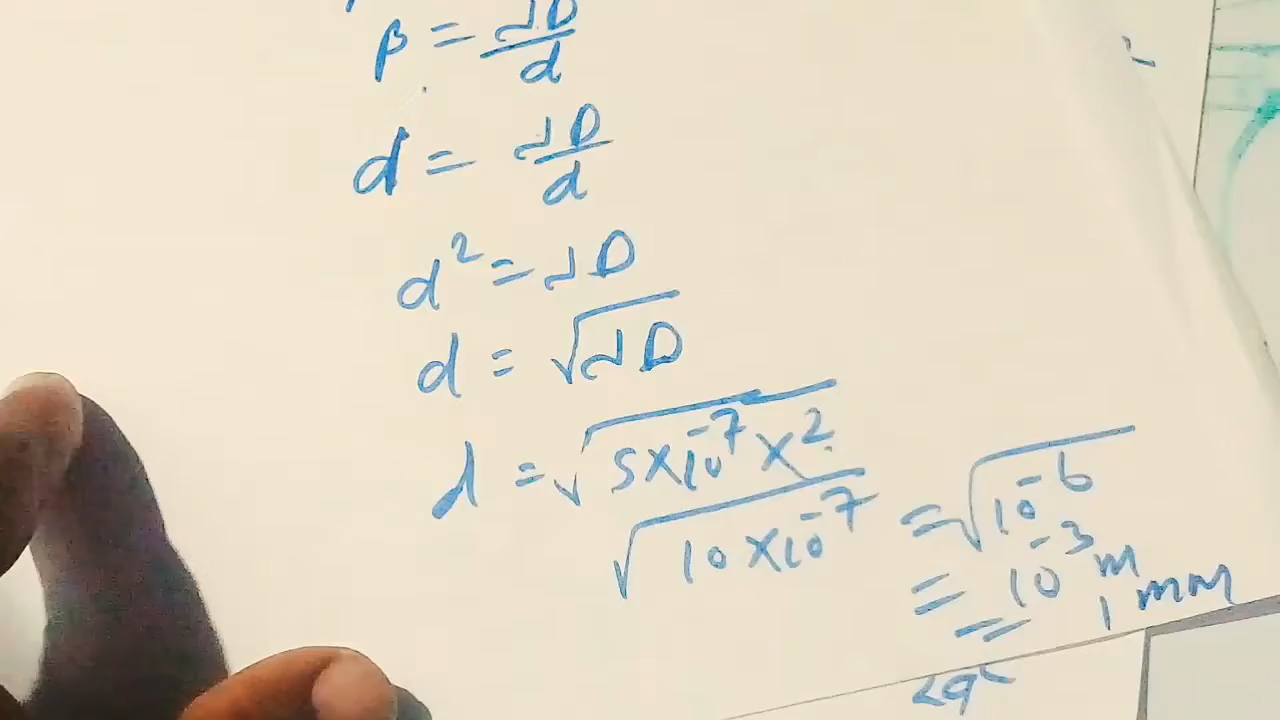 β = λD/d
d = λD/d
d² = λD
d = √λD
d = √5×10⁻⁷×2
√10×10⁻⁷ = √10⁻⁶
= 10⁻³ m
= 1 mm